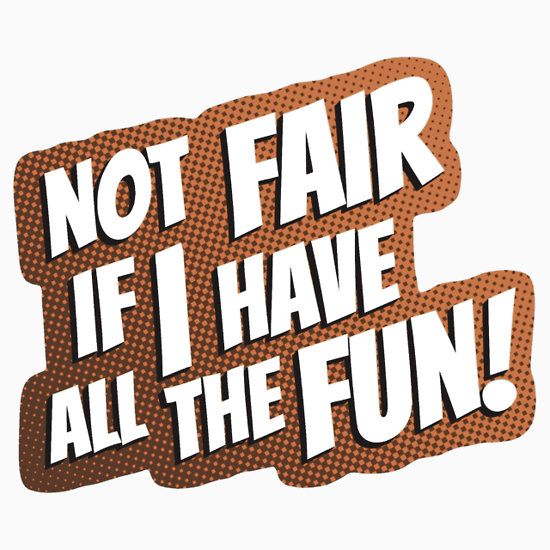 NOT FAIR
IF I HAVE
ALL THE FUN!